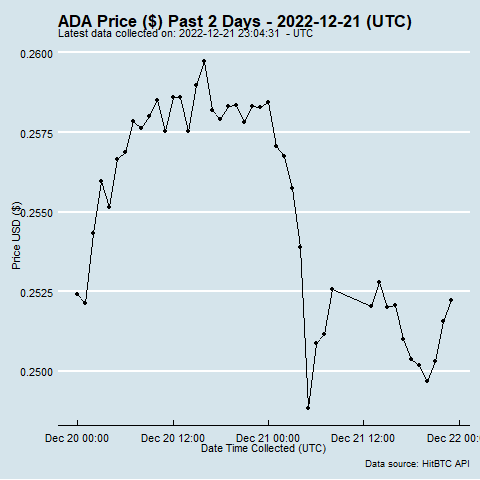 ADA Price ($) Past 2 Days - 2022-12-21 (UTC)
Latest data collected on: 2022-12-21 23:04:31 - UTC
0.2600
0.2575
0.2550
0.2525
0.2500
Price USD ($)
Dec 20 00:00 Dec 20 12:00 Dec 21 00:00 Dec 21 12:00 Dec 22 00:
Date Time Collected (UTC)
Data source: HitBTC API